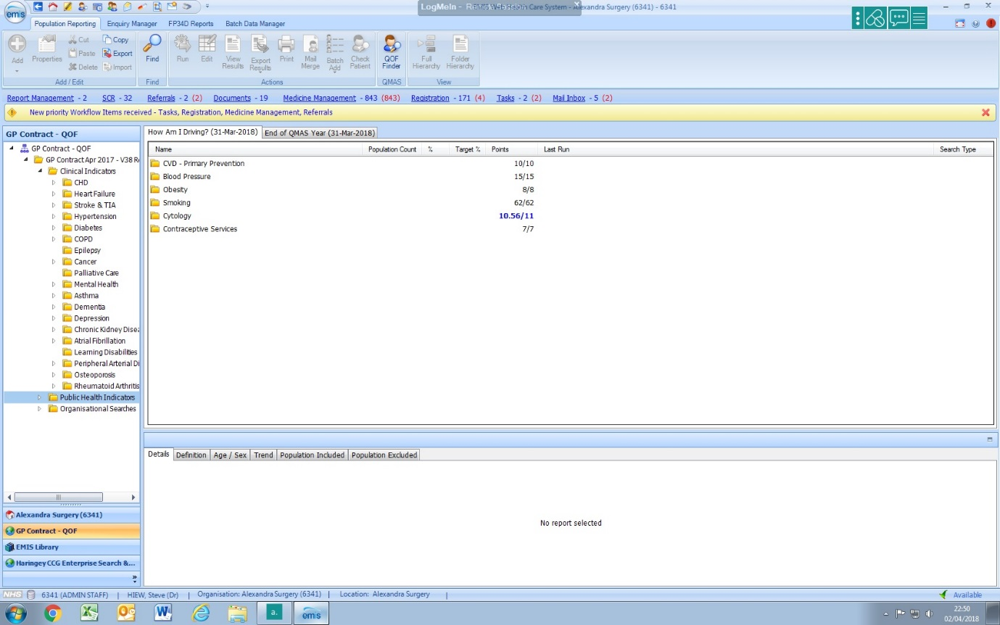 LogMeIn - Re Care System - Alexandra Surgery (6341) - 6341
emis
Population Reporting Enquiry Manager FP34D Reports Batch Data Manager
Add Properties Cut Copy Find Run Edit View Results Export Results Print Mail Merge Batch Add Check Patient QOF Finder Full Hierarchy Folder Hierarchy
Paste Export
Delete Import
Add / Edit Find Actions QMAS View
Report Management - 2 SCR - 32 Referrals - 2 (2) Documents - 19 Medicine Management - 843 (843) Registration - 171 (4) Tasks - 2 (2) Mail Inbox - 5 (2)
New priority Workflow Items received - Tasks, Registration, Medicine Management, Referrals
GP Contract - QOF
GP Contract - QOF
GP Contract Apr 2017 - V38 R
Clinical Indicators
CHD
Heart Failure
Stroke & TIA
Hypertension
Diabetes
COPD
Epilepsy
Cancer
Palliative Care
Mental Health
Asthma
Dementia
Depression
Chronic Kidney Disea
Atrial Fibrillation
Learning Disabilities
Peripheral Arterial Di
Osteoporosis
Rheumatoid Arthritis
Public Health Indicators
Organisational Searches
Alexandra Surgery (6341)
GP Contract - QOF
EMIS Library
Haringey CCG Enterprise Search &...
How Am I Driving? (31-Mar-2018) End of QMAS Year (31-Mar-2018)
Name Population Count % Target % Points Last Run Search Type
CVD - Primary Prevention 10/10
Blood Pressure 15/15
Obesity 8/8
Smoking 62/62
Cytology 10.56/11
Contraceptive Services 7/7
Details Definition Age / Sex Trend Population Included Population Excluded
No report selected
NHS 6341 (ADMIN STAFF) | HIEW, Steve (Dr) | Organisation: Alexandra Surgery (6341) | Location: Alexandra Surgery | Available
a. emis
22:50
02/04/2018